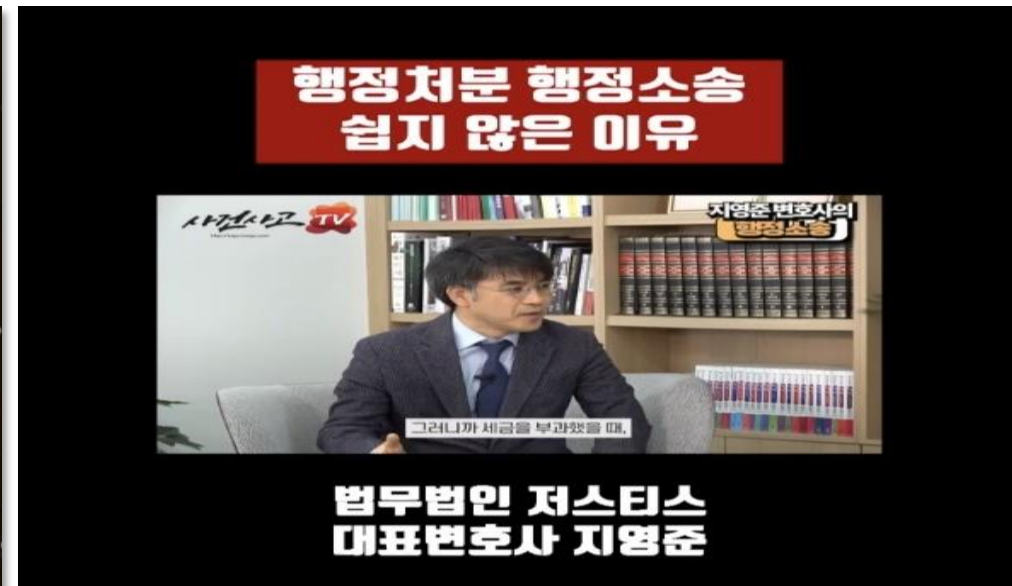 행정처분 행정소송
쉽지 않은 이유
사건사고 TV
지영준 변호사의
행정소송
그러니까 세금을 부과했을 때,
법무법인 저스티스
대표변호사 지영준